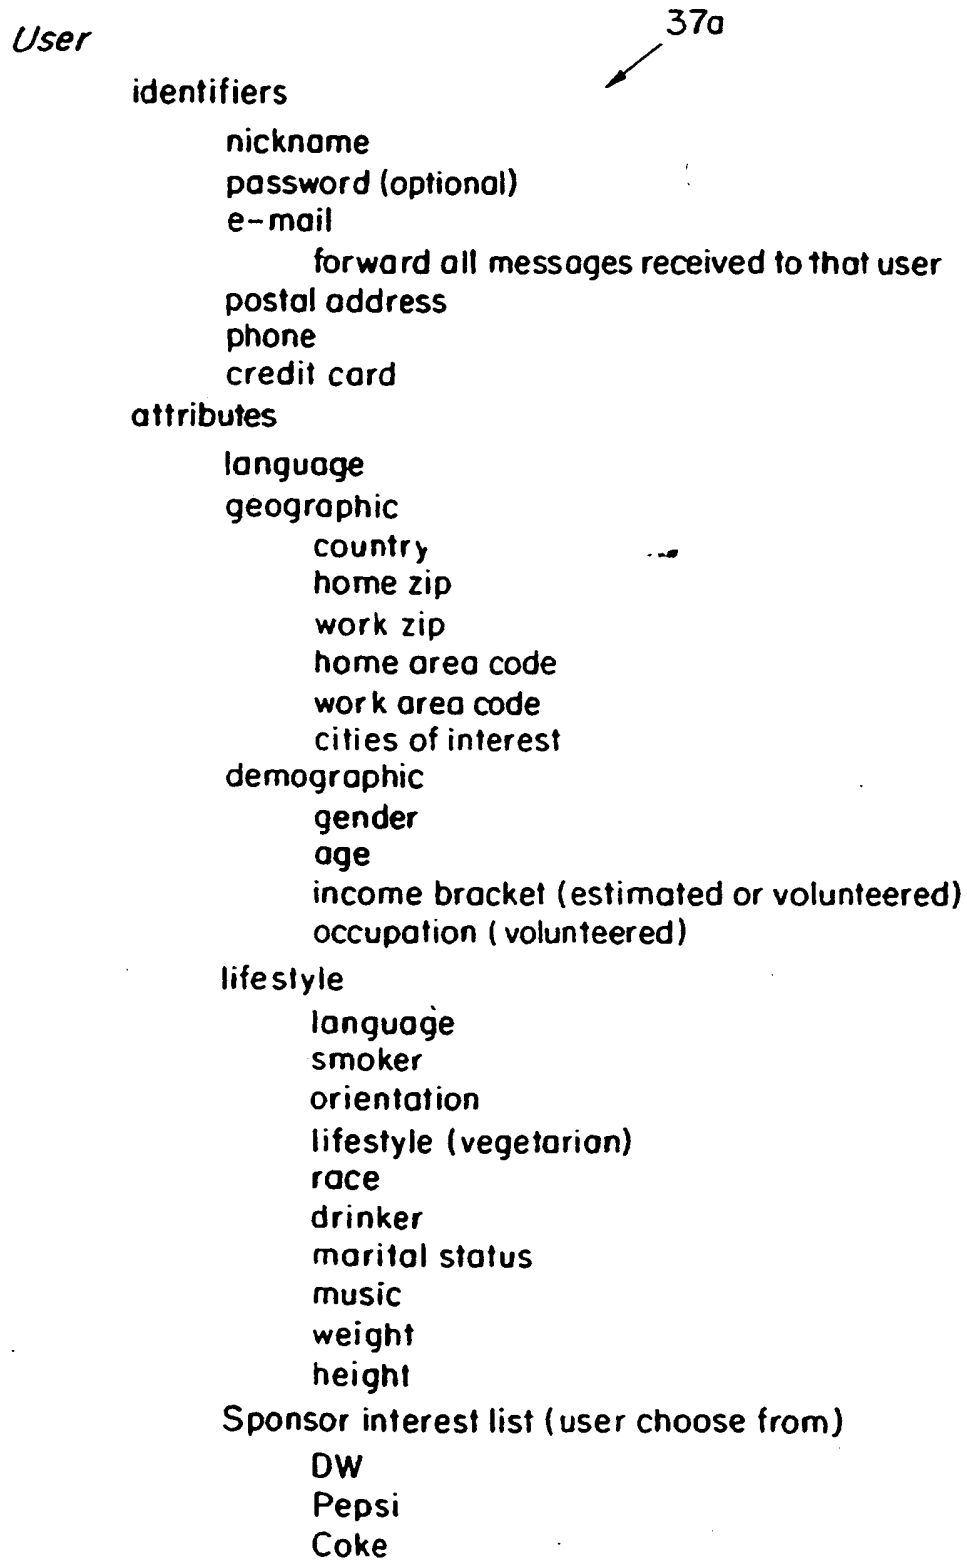 37a
User
identifiers
nickname
password (optional)
e-mail
forward all messages received to that user
postal address
phone
credit card
attributes
language
geographic
country
home zip
work zip
home area code
work area code
cities of interest
demographic
gender
age
income bracket (estimated or volunteered)
occupation (volunteered)
lifestyle
language
smoker
orientation
lifestyle (vegetarian)
race
drinker
marital status
music
weight
height
Sponsor interest list (user choose from)
DW
Pepsi
Coke